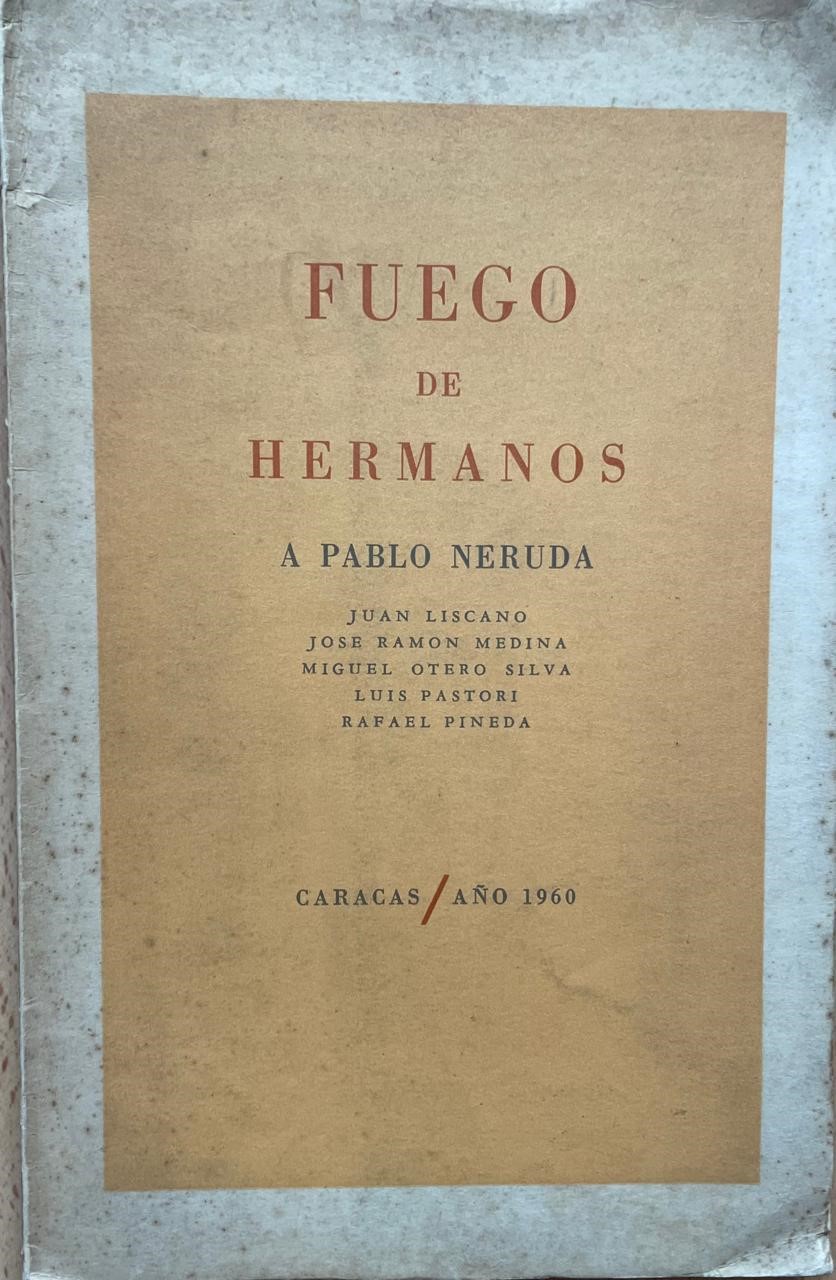 FUEGO
DE
HERMANOS
A PABLO NERUDA
JUAN LISCANO
JOSE RAMON MEDINA
MIGUEL OTERO SILVA
LUIS PASTORI
RAFAEL PINEDA
CARACAS / AÑO 1960